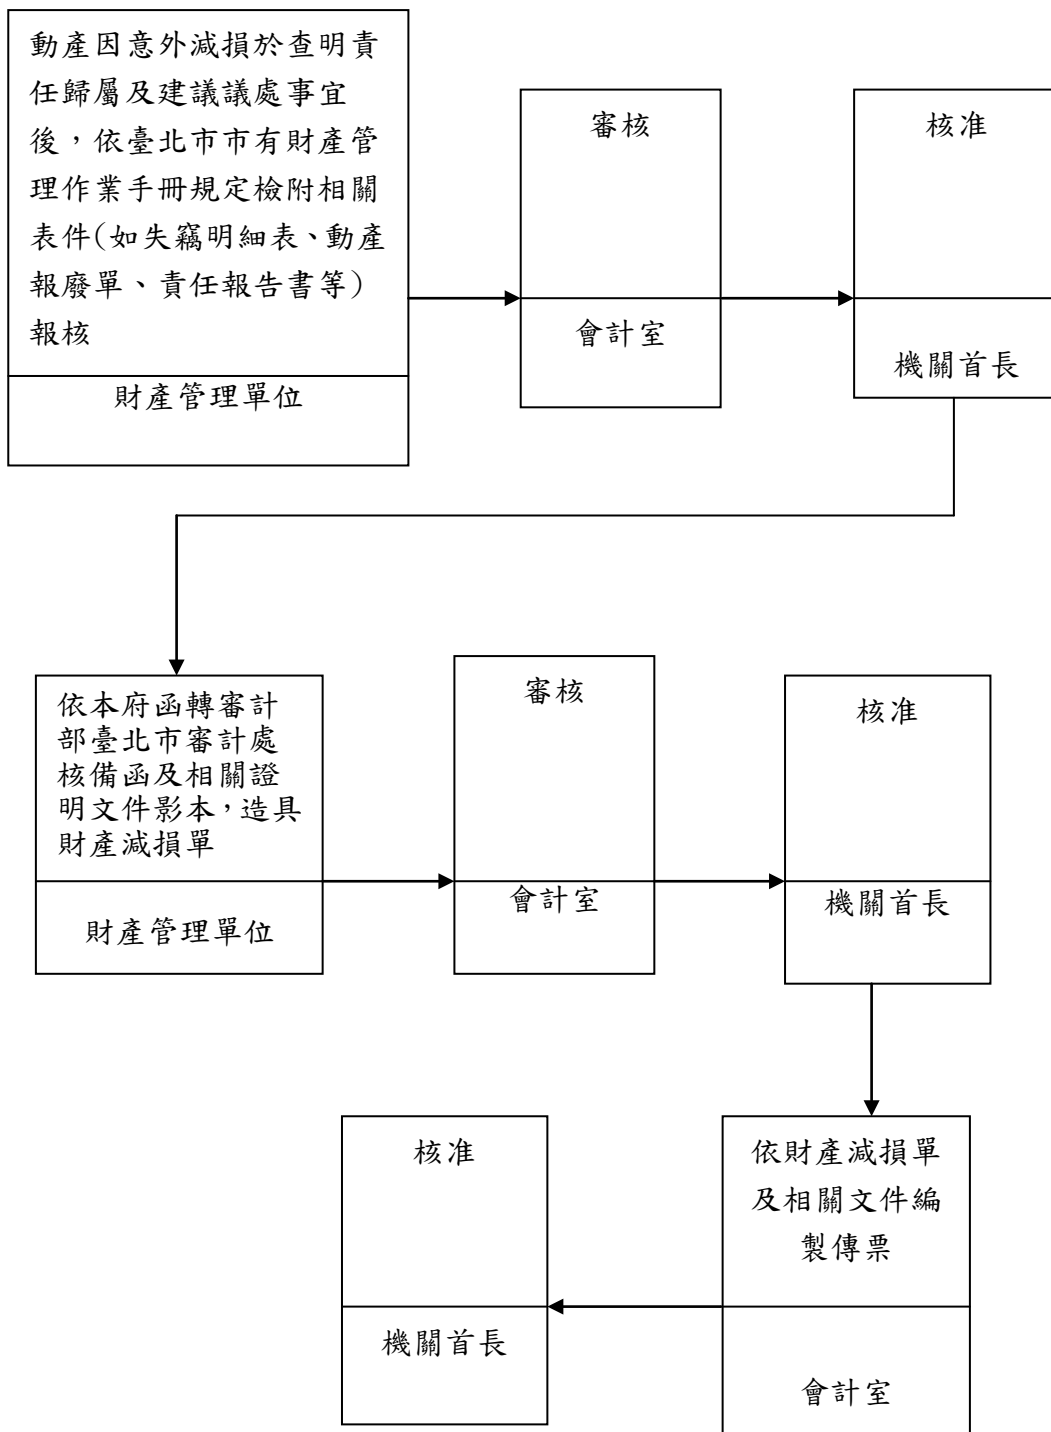 動產因意外減損於查明責
任歸屬及建議議處事宜
後，依臺北市市有財產管
理作業手冊規定檢附相關
表件(如失竊明細表、動產
報廢單、責任報告書等)
報核
財產管理單位
審核
會計室
核准
機關首長
依本府函轉審計
部臺北市審計處
核備函及相關證
明文件影本，造具
財產減損單
財產管理單位
審核
會計室
核准
機關首長
依財產減損單
及相關文件編
製傳票
會計室
核准
機關首長